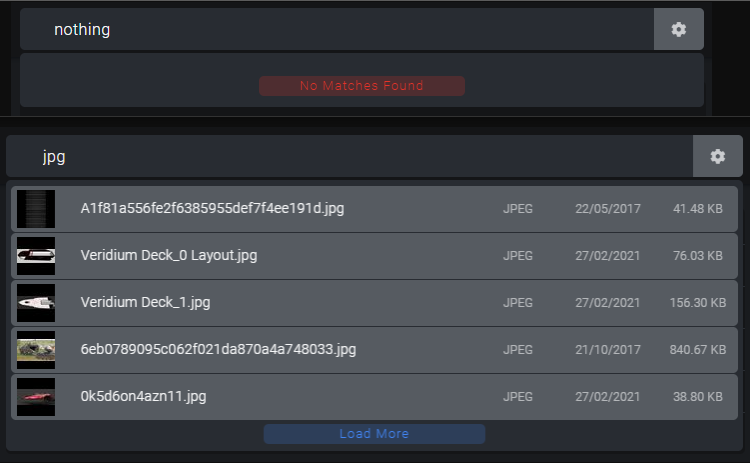 nothing
No Matches Found
jpg
A1f81a556fe2f6385955def7f4ee191d.jpg JPEG 22/05/2017 41.48 KB
Veridium Deck_0 Layout.jpg JPEG 27/02/2021 76.03 KB
Veridium Deck_1.jpg JPEG 27/02/2021 156.30 KB
6eb0789095c062f021da870a4a748033.jpg JPEG 21/10/2017 840.67 KB
0k5d6on4azn11.jpg JPEG 27/02/2021 38.80 KB
Load More